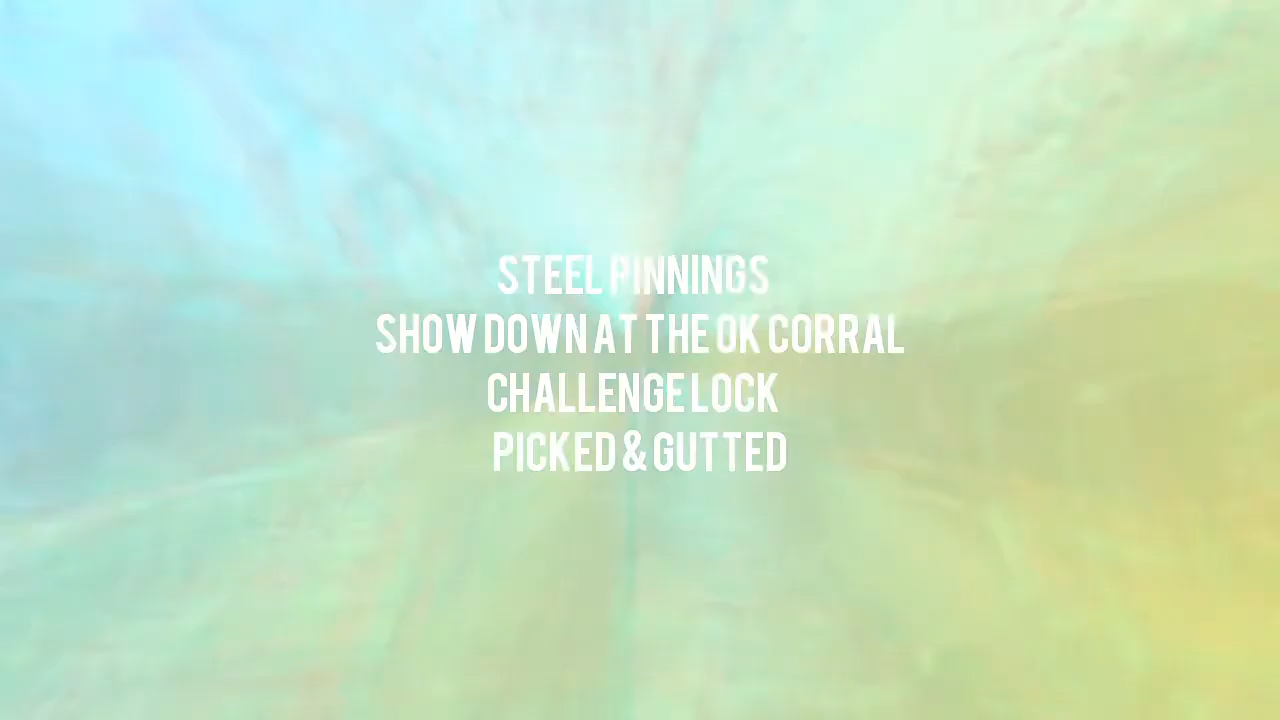 STEEL PINNINGS
SHOW DOWN AT THE OK CORRAL
CHALLENGE LOCK
PICKED & GUTTED